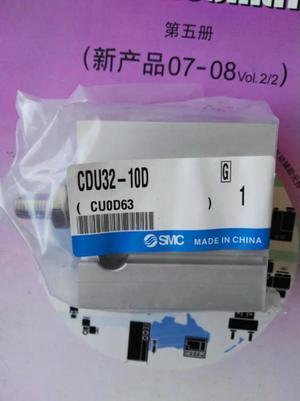 第五册
(新产品07-08Vol.2/2)
CDU32-10D
G
( CU0D63 )
1
SMC
MADE IN CHINA